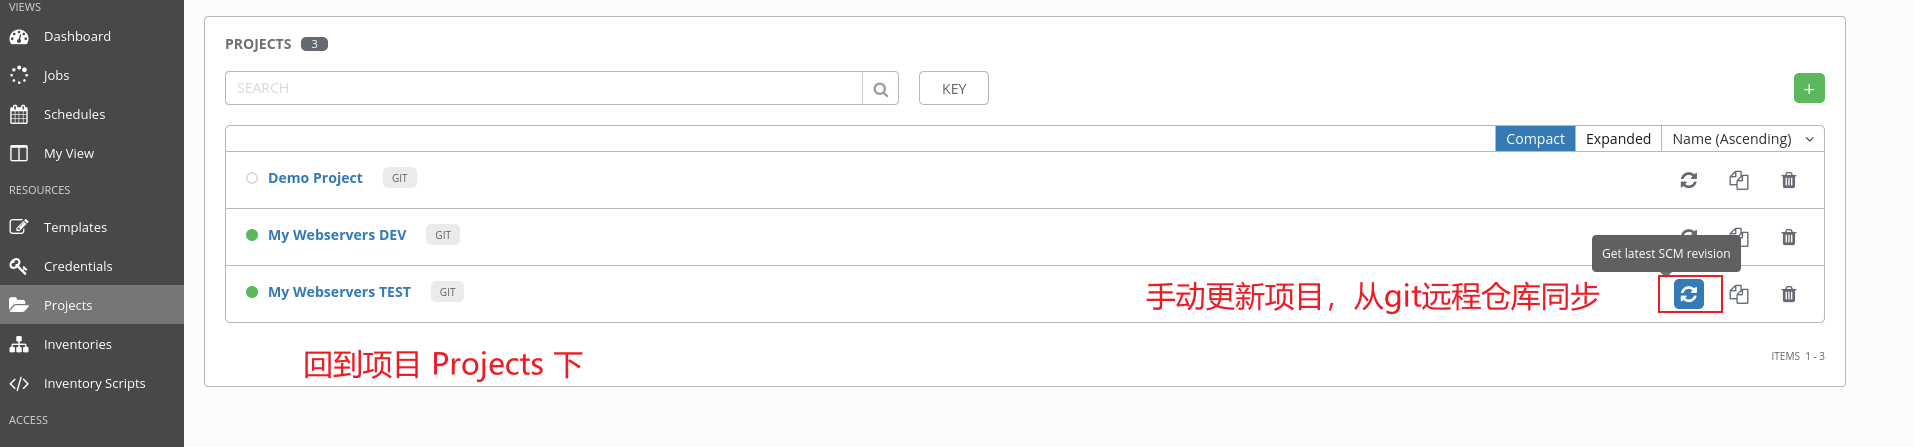 VIEWS
Dashboard
Jobs
Schedules
My View
RESOURCES
Templates
Credentials
Projects
Inventories
Inventory Scripts
ACCESS
PROJECTS 3
SEARCH
KEY
+
Compact Expanded Name (Ascending)
Demo Project GIT
My Webservers DEV GIT
Get latest SCM revision
My Webservers TEST GIT
手动更新项目，从git远程仓库同步
ITEMS 1 - 3
回到项目 Projects 下